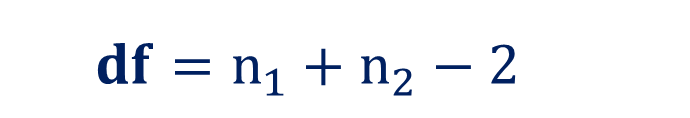 df = n₁ + n₂ − 2